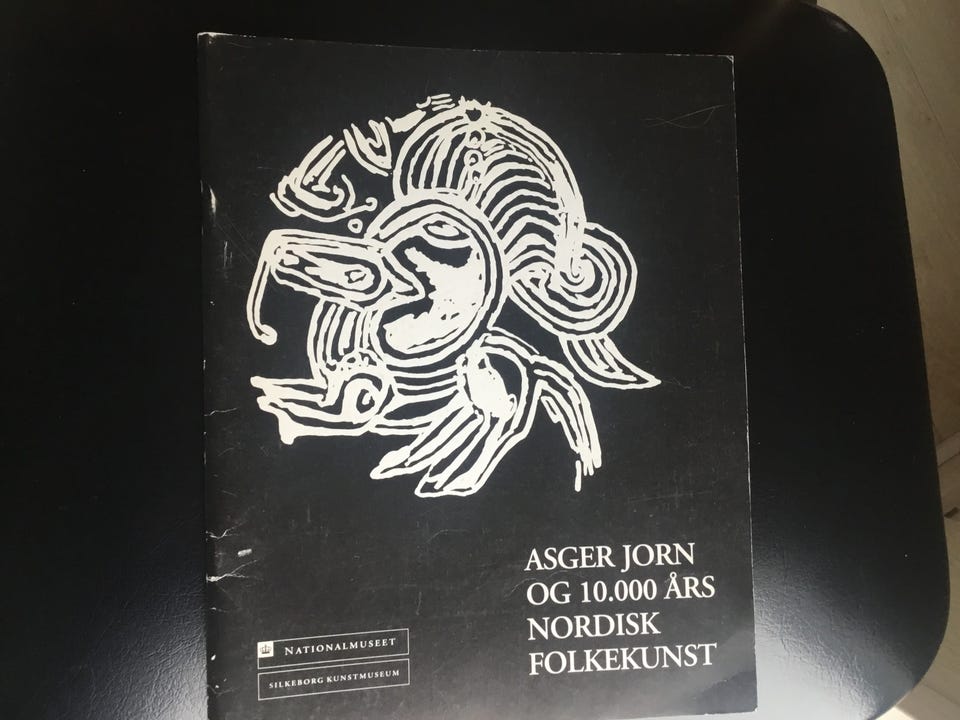 ASGER JORN
OG 10.000 ÅRS
NORDISK
FOLKEKUNST
NATIONALMUSEET
SILKEBORG KUNSTMUSEUM